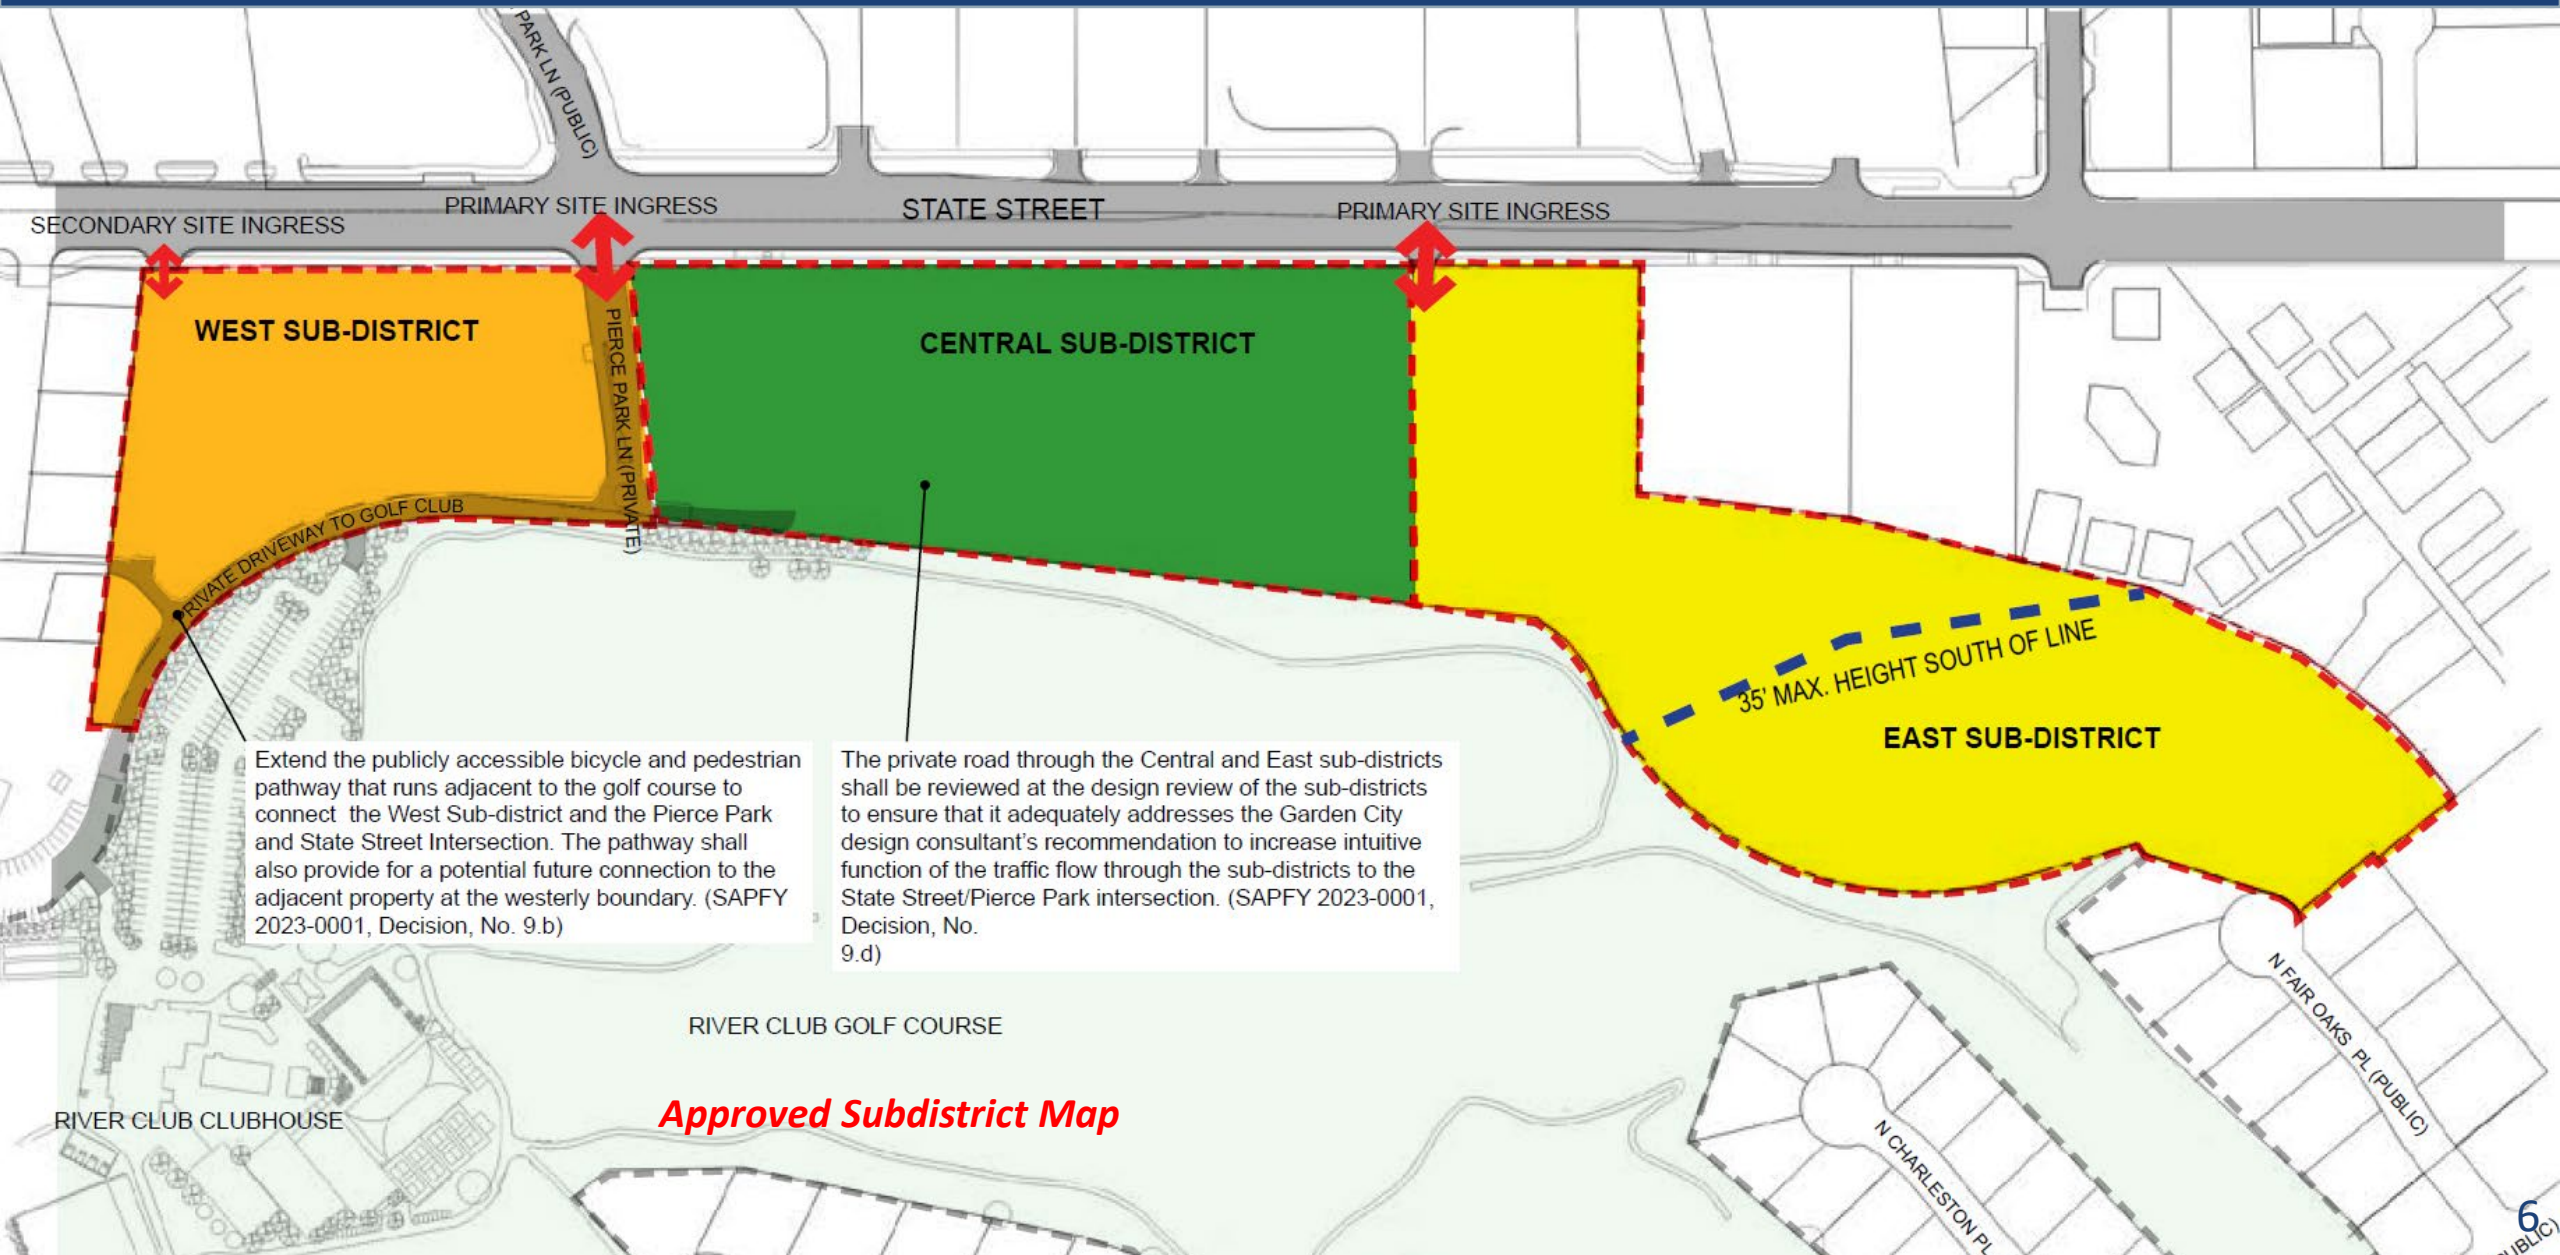 PARK LN (PUBLIC)
SECONDARY SITE INGRESS
PRIMARY SITE INGRESS
STATE STREET
PRIMARY SITE INGRESS
WEST SUB-DISTRICT
PIERCE PARK LN (PRIVATE)
CENTRAL SUB-DISTRICT
PRIVATE DRIVEWAY TO GOLF CLUB
35' MAX. HEIGHT SOUTH OF LINE
EAST SUB-DISTRICT
Extend the publicly accessible bicycle and pedestrian
pathway that runs adjacent to the golf course to
connect the West Sub-district and the Pierce Park
and State Street Intersection. The pathway shall
also provide for a potential future connection to the
adjacent property at the westerly boundary. (SAPFY
2023-0001, Decision, No. 9.b)
The private road through the Central and East sub-districts
shall be reviewed at the design review of the sub-districts
to ensure that it adequately addresses the Garden City
design consultant's recommendation to increase intuitive
function of the traffic flow through the sub-districts to the
State Street/Pierce Park intersection. (SAPFY 2023-0001,
Decision, No.
9.d)
RIVER CLUB GOLF COURSE
N FAIR OAKS PL (PUBLIC)
Approved Subdistrict Map
RIVER CLUB CLUBHOUSE
N CHARLESTON PL
6